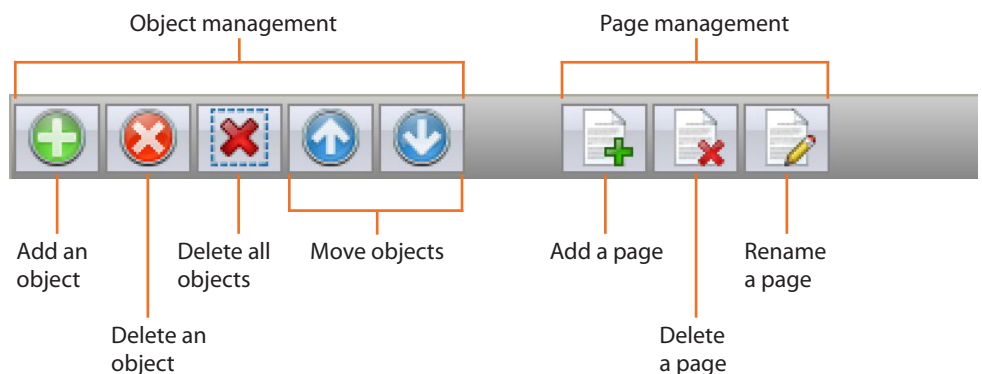 Object management
Page management
Add an
object
Delete all
objects
Move objects
Add a page
Rename
a page
Delete an
object
Delete
a page